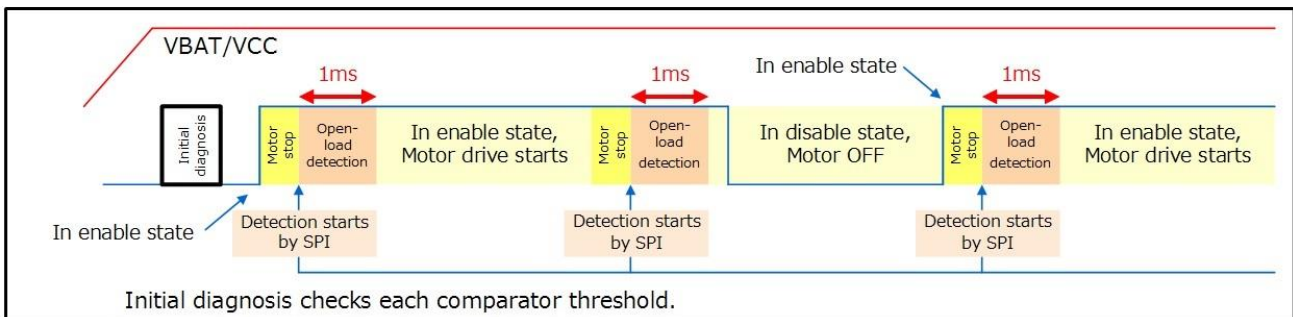 VBAT/VCC
1ms
1ms
In enable state
1ms
Initial
diagnosis
Motor
stop
Open-
load
detection
In enable state,
Motor drive starts
Motor
stop
Open-
load
detection
In disable state,
Motor OFF
Motor
stop
Open-
load
detection
In enable state,
Motor drive starts
In enable state
Detection starts
by SPI
Detection starts
by SPI
Detection starts
by SPI
Initial diagnosis checks each comparator threshold.